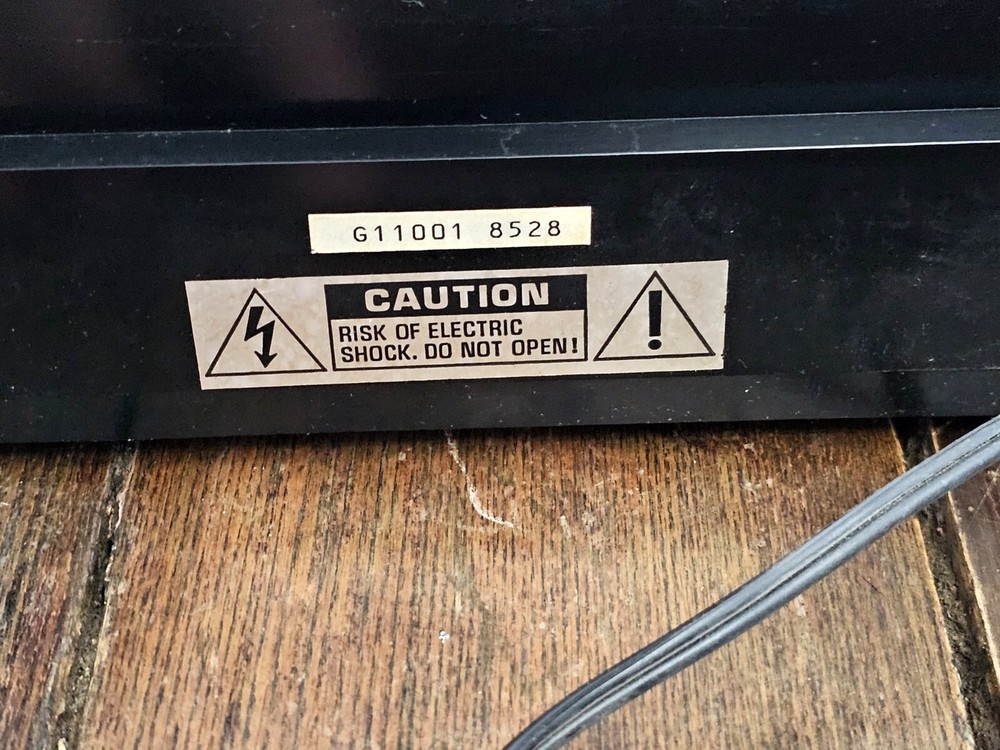 G11001 8528
CAUTION
RISK OF ELECTRIC
SHOCK. DO NOT OPEN!
!